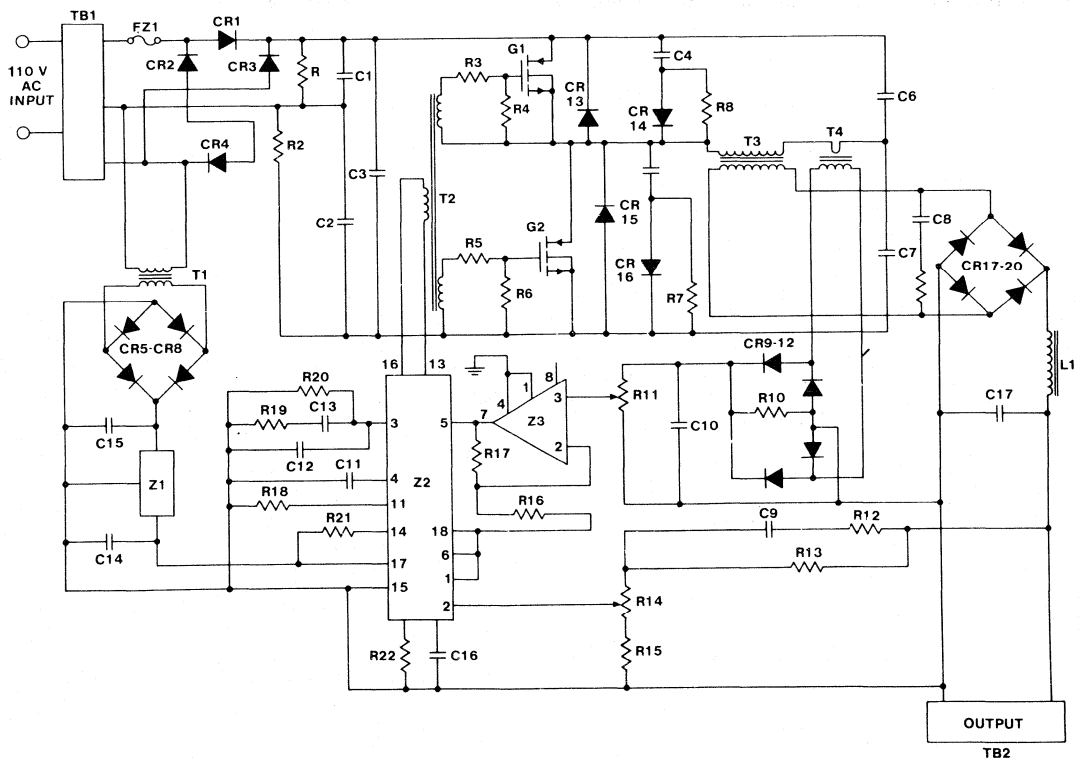 TB1
FZ1
CR1
110 V
AC
INPUT
CR2
CR3
R
C1
CR4
R2
C3
C2
R3
G1
R4
CR
13
C4
CR
14
R8
C6
T3
T4
T2
R5
G2
R6
CR
15
CR
16
R7
C8
C7
CR17-20
T1
CR5-CR8
16
13
CR9-12
L1
R20
R19
C13
C12
C11
R18
R21
C15
Z1
C14
3
4
11
14
17
15
Z2
5
18
6
1
2
7
4
1
8
3
2
Z3
R17
R16
R11
C10
R10
C17
C9
R12
R13
R14
R15
R22
C16
OUTPUT
TB2